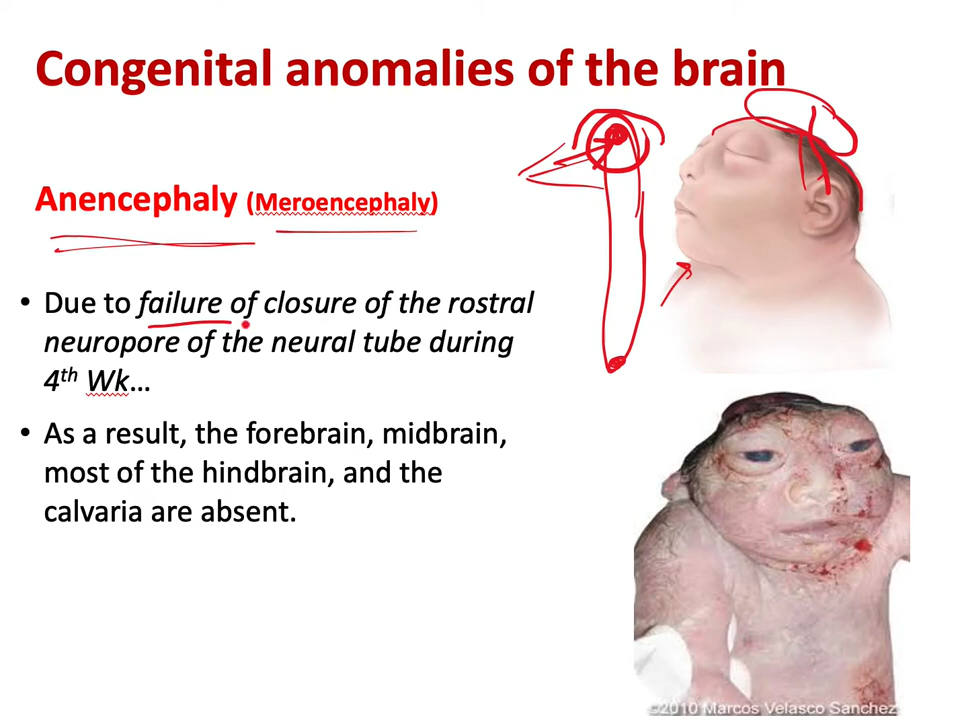 Congenital anomalies of the brain
Anencephaly (Meroencephaly)
• Due to failure of closure of the rostral
neuropore of the neural tube during
4th Wk...
• As a result, the forebrain, midbrain,
most of the hindbrain, and the
calvaria are absent.
©2010 Marcos Velasco Sanchez